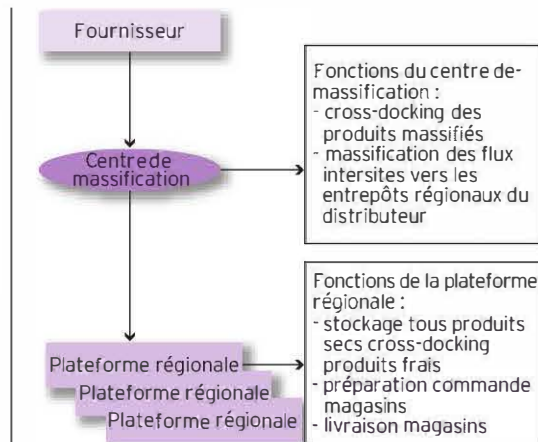 Fournisseur
Centre de
massification
Fonctions du centre de-
massification :
- cross-docking des
produits massifiés
- massification des flux
intersites vers les
entrepôts régionaux du
distributeur
Plateforme régionale
Plateforme régionale
Plateforme régionale
Fonctions de la plateforme
régionale :
- stockage tous produits
secs cross-docking
produits frais
- préparation commande
magasins
- livraison magasins